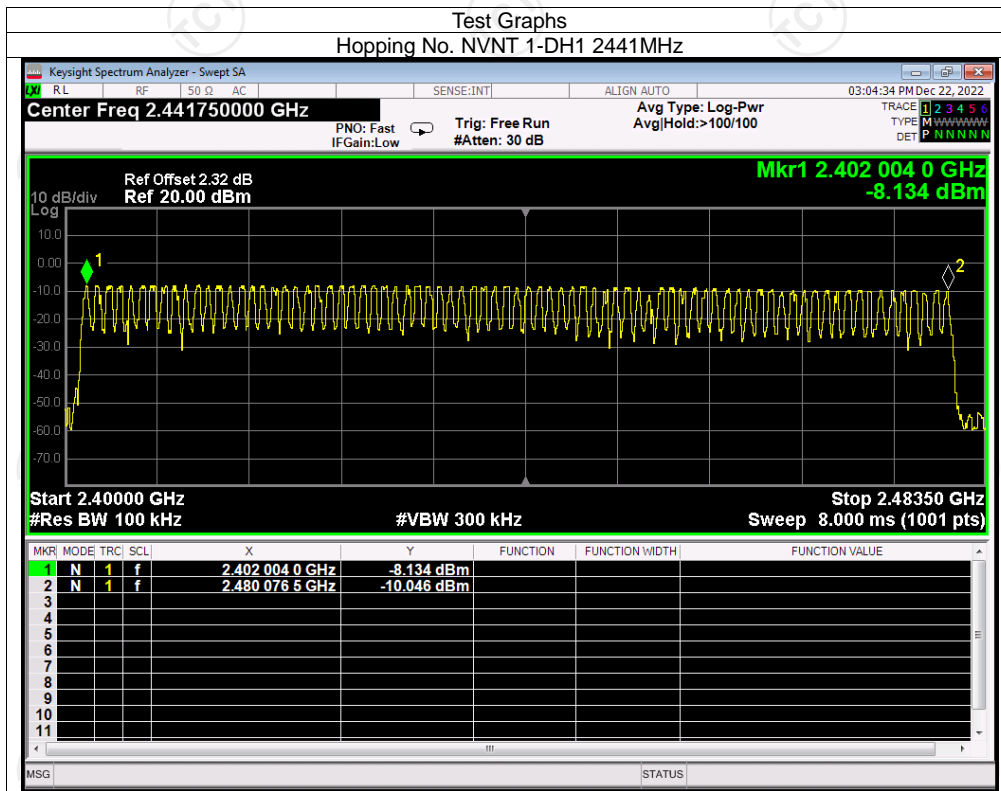 Test Graphs
Hopping No. NVNT 1-DH1 2441MHz
Keysight Spectrum Analyzer - Swept SA
LXI RL RF 50 Ω AC SENSE:INT ALIGN AUTO 03:04:34 PM Dec 22, 2022
Center Freq 2.441750000 GHz
PNO: Fast
IFGain:Low
Trig: Free Run
#Atten: 30 dB
Avg Type: Log-Pwr
Avg|Hold:>100/100
TRACE 1 2 3 4 5 6
TYPE M WWWWW
DET P N N N N N
Mkr1 2.402 004 0 GHz
-8.134 dBm
Ref Offset 2.32 dB
10 dB/div Ref 20.00 dBm
Log
10.0
0.00
-10.0
-20.0
-30.0
-40.0
-50.0
-60.0
-70.0
1
2
Start 2.40000 GHz Stop 2.48350 GHz
#Res BW 100 kHz #VBW 300 kHz Sweep 8.000 ms (1001 pts)
MKR MODE TRC SCL X Y FUNCTION FUNCTION WIDTH FUNCTION VALUE
1 N 1 f 2.402 004 0 GHz -8.134 dBm
2 N 1 f 2.480 076 5 GHz -10.046 dBm
3
4
5
6
7
8
9
10
11
MSG STATUS